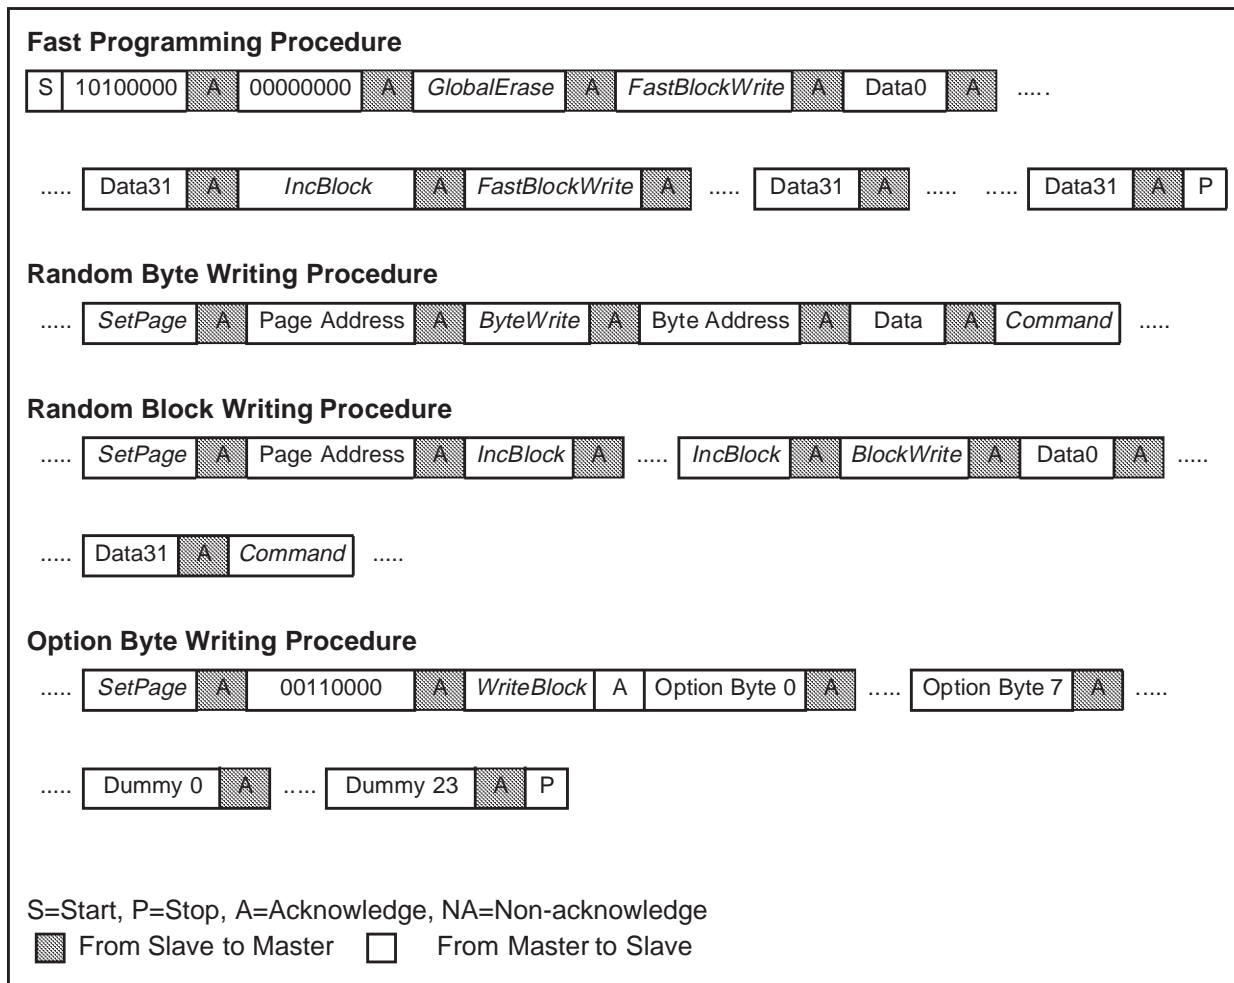 Fast Programming Procedure
S 10100000 A 00000000 A GlobalErase A FastBlockWrite A Data0 A .....
..... Data31 A IncBlock A FastBlockWrite A ..... Data31 A ..... ..... Data31 A P
Random Byte Writing Procedure
..... SetPage A Page Address A ByteWrite A Byte Address A Data A Command .....
Random Block Writing Procedure
..... SetPage A Page Address A IncBlock A ..... IncBlock A BlockWrite A Data0 A .....
..... Data31 A Command .....
Option Byte Writing Procedure
..... SetPage A 00110000 A WriteBlock A Option Byte 0 A ..... Option Byte 7 A .....
..... Dummy 0 A ..... Dummy 23 A P
S=Start, P=Stop, A=Acknowledge, NA=Non-acknowledge
From Slave to Master From Master to Slave